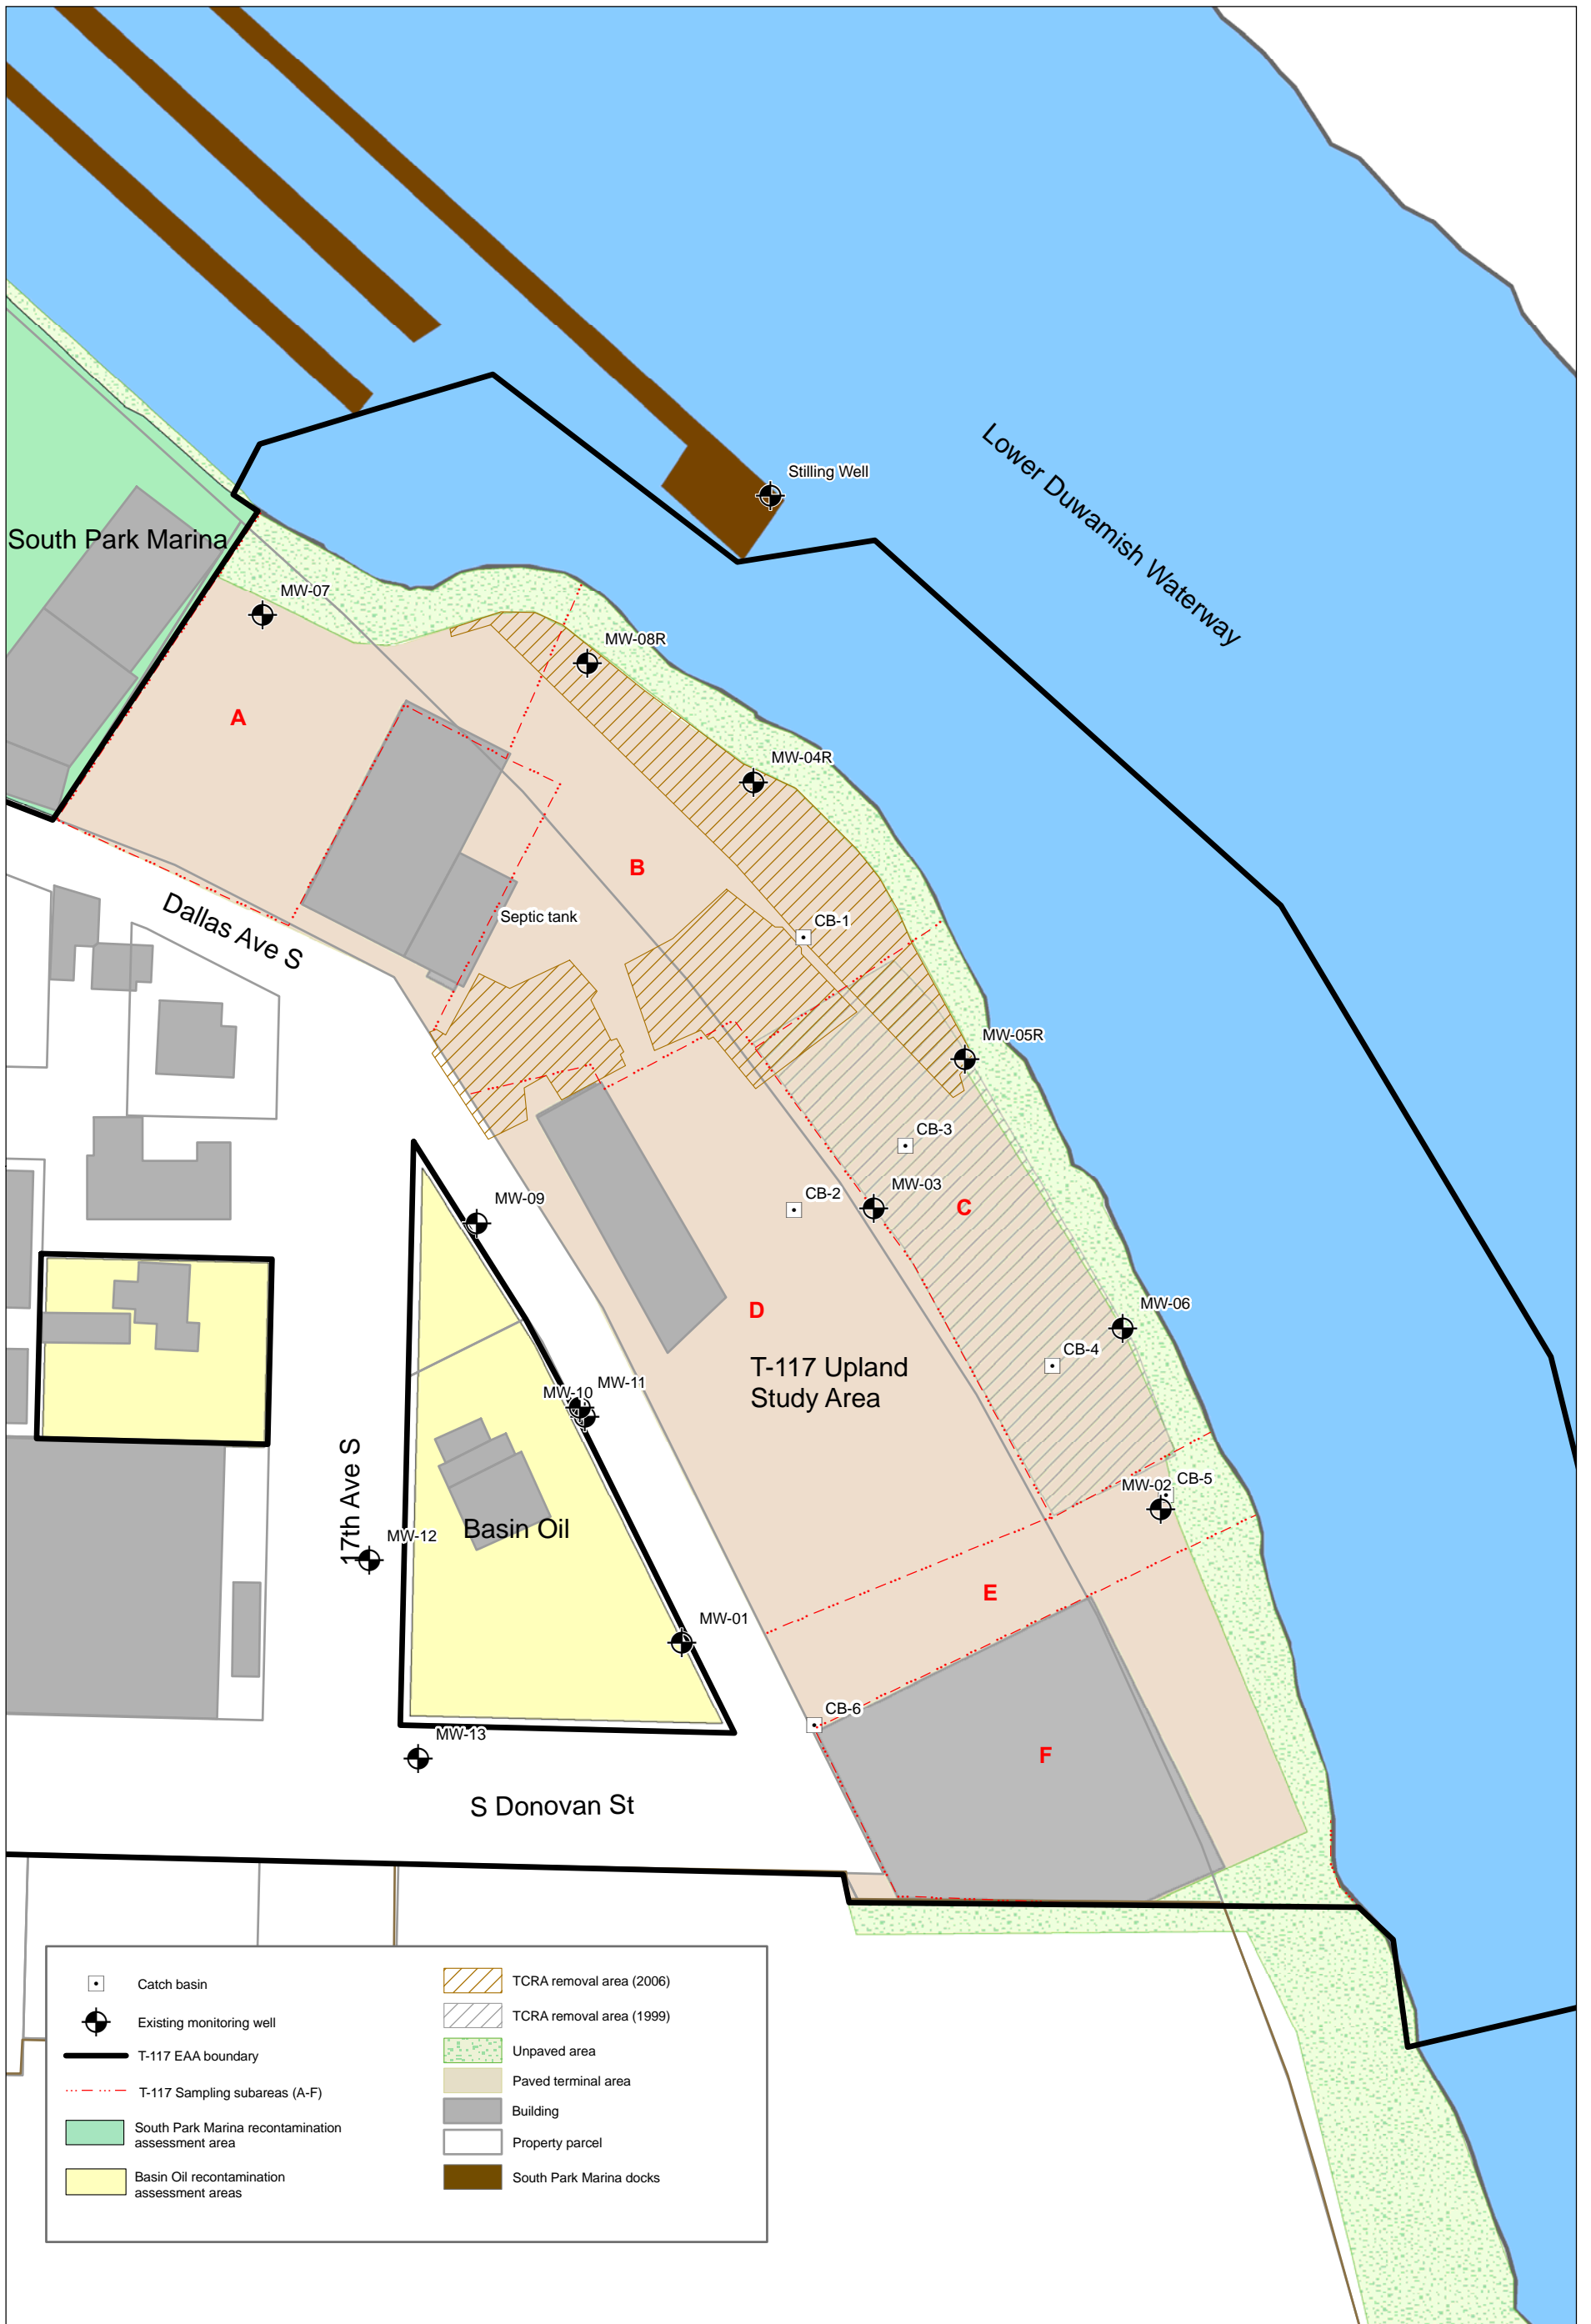 Stilling Well
Lower Duwamish Waterway
South Park Marina
MW-07
MW-08R
A
MW-04R
B
Dallas Ave S
Septic tank
CB-1
MW-05R
CB-3
MW-09
CB-2
MW-03
C
D
MW-06
T-117 Upland
Study Area
CB-4
MW-10
MW-11
17th Ave S
MW-02
CB-5
MW-12
Basin Oil
E
MW-01
CB-6
MW-13
F
S Donovan St
Catch basin
Existing monitoring well
T-117 EAA boundary
T-117 Sampling subareas (A-F)
South Park Marina recontamination
assessment area
Basin Oil recontamination
assessment areas
TCRA removal area (2006)
TCRA removal area (1999)
Unpaved area
Paved terminal area
Building
Property parcel
South Park Marina docks